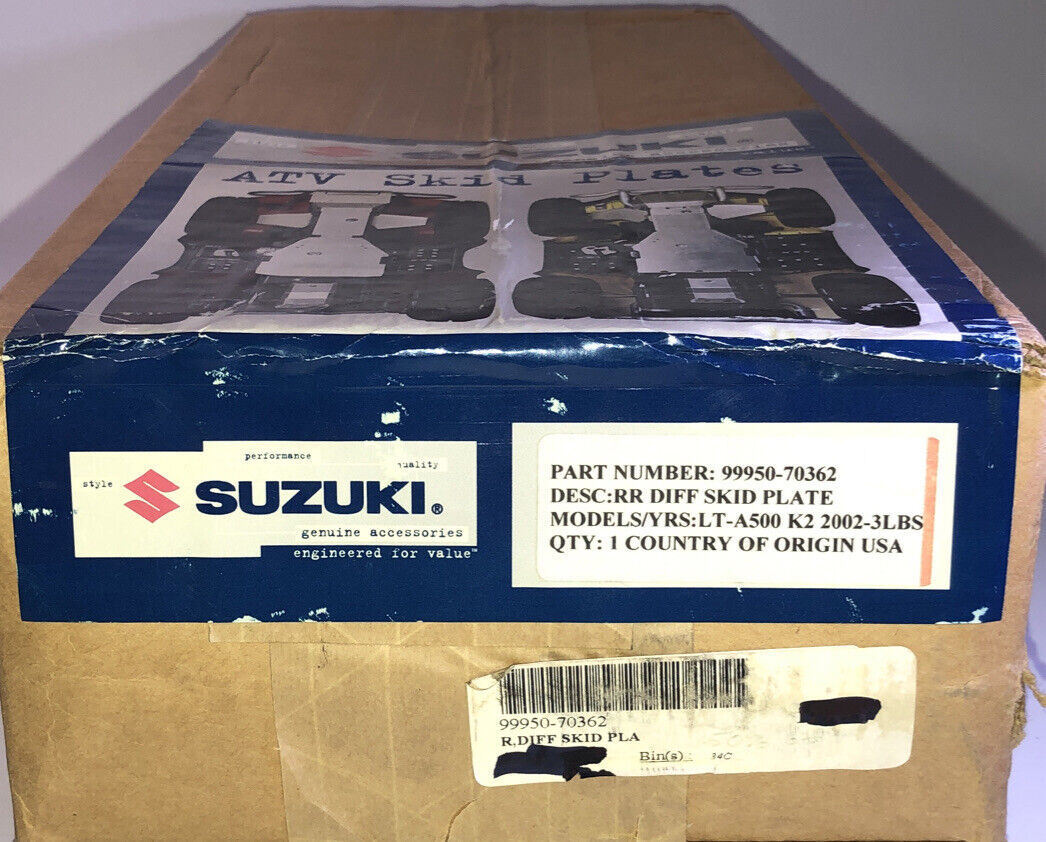 SUZUKI
ATV Skid Plates
performance
quality
style
SUZUKI®
genuine accessories
engineered for value™
PART NUMBER: 99950-70362
DESC:RR DIFF SKID PLATE
MODELS/YRS:LT-A500 K2 2002-3LBS
QTY: 1 COUNTRY OF ORIGIN USA
99950-70362
R,DIFF SKID PLA
Bin(s) 84C